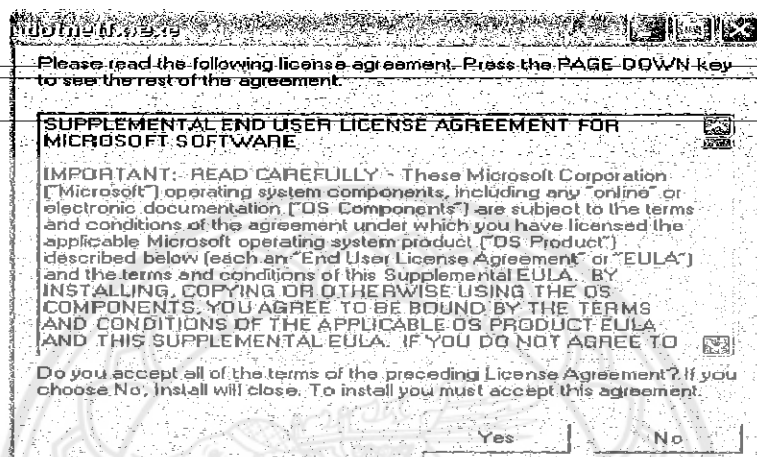 dotnetfx.exe
Please read the following license agreement. Press the PAGE DOWN key
to see the rest of the agreement.
SUPPLEMENTAL END USER LICENSE AGREEMENT FOR
MICROSOFT SOFTWARE
IMPORTANT: READ CAREFULLY - These Microsoft Corporation
("Microsoft") operating system components, including any "online" or
electronic documentation ("OS Components") are subject to the terms
and conditions of the agreement under which you have licensed the
applicable Microsoft operating system product ("OS Product")
described below (each an "End User License Agreement" or "EULA")
and the terms and conditions of this Supplemental EULA. BY
INSTALLING, COPYING OR OTHERWISE USING THE OS
COMPONENTS, YOU AGREE TO BE BOUND BY THE TERMS
AND CONDITIONS OF THE APPLICABLE OS PRODUCT EULA
AND THIS SUPPLEMENTAL EULA. IF YOU DO NOT AGREE TO
Do you accept all of the terms of the preceding License Agreement? If you
choose No, Install will close. To install you must accept this agreement.
Yes No